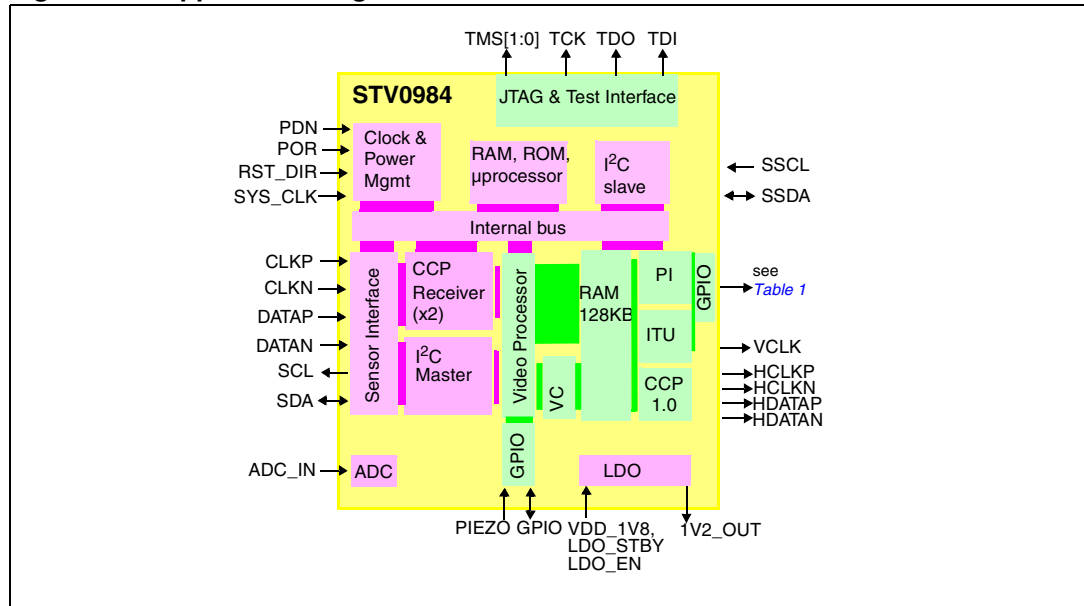 TMS[1:0] TCK TDO TDI
STV0984
JTAG & Test Interface
PDN
POR
RST_DIR
SYS_CLK
Clock &
Power
Mgmt
RAM, ROM,
µprocessor
I²C
slave
SSCL
SSDA
Internal bus
CLKP
CLKN
DATAP
DATAN
SCL
SDA
Sensor Interface
CCP
Receiver
(x2)
I²C
Master
Video Processor
VC
RAM
128KB
PI
ITU
CCP
1.0
GPIO
see
Table 1
VCLK
HCLKP
HCLKN
HDATAP
HDATAN
ADC_IN
ADC
GPIO
LDO
PIEZO GPIO VDD_1V8,
LDO_STBY
LDO_EN
1V2_OUT